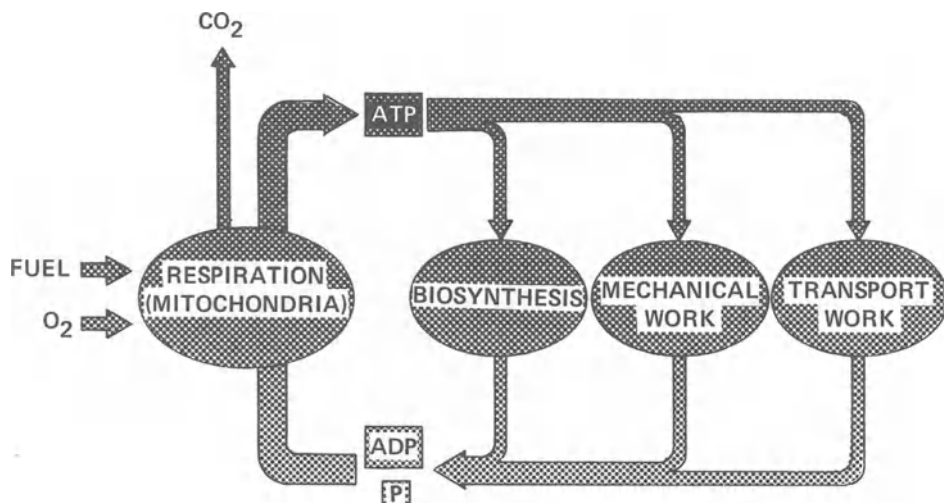 CO2
ATP
FUEL
O2
RESPIRATION
(MITOCHONDRIA)
BIOSYNTHESIS
MECHANICAL
WORK
TRANSPORT
WORK
ADP
P